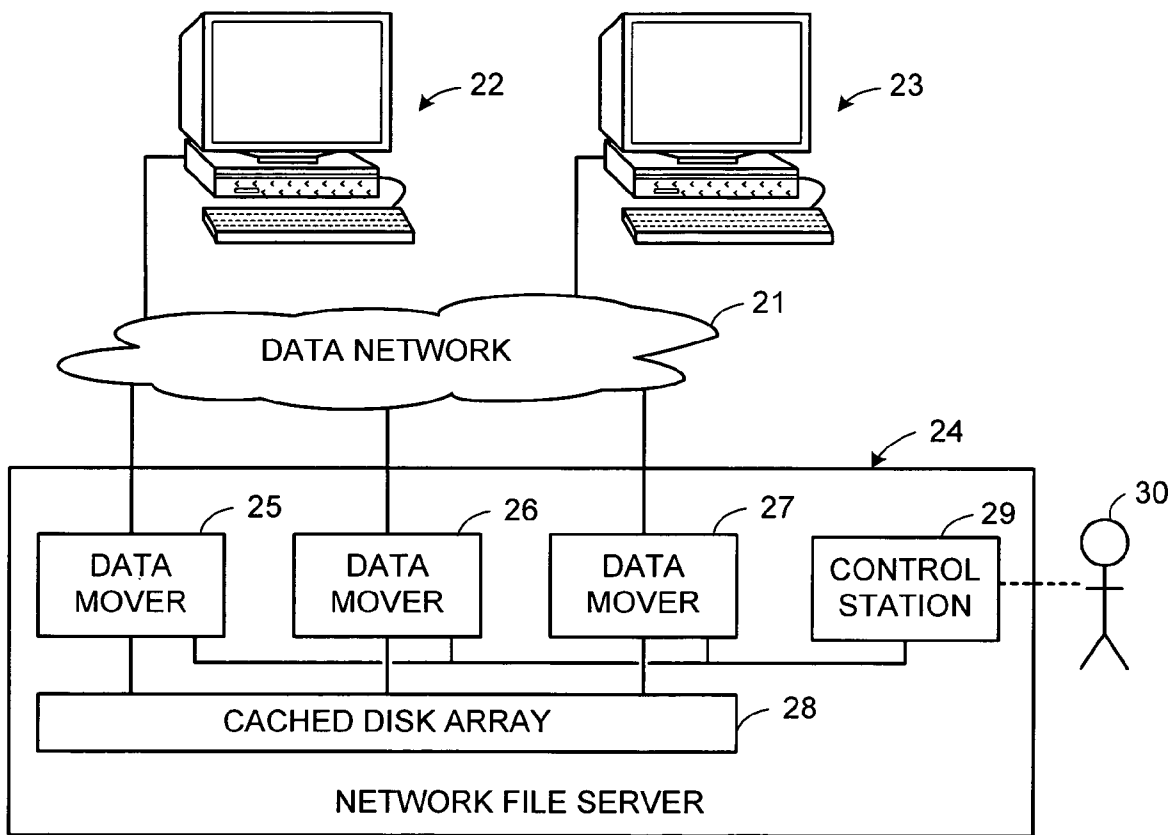 22
23
21
DATA NETWORK
24
25
26
27
29
30
DATA
MOVER
DATA
MOVER
DATA
MOVER
CONTROL
STATION
CACHED DISK ARRAY
28
NETWORK FILE SERVER